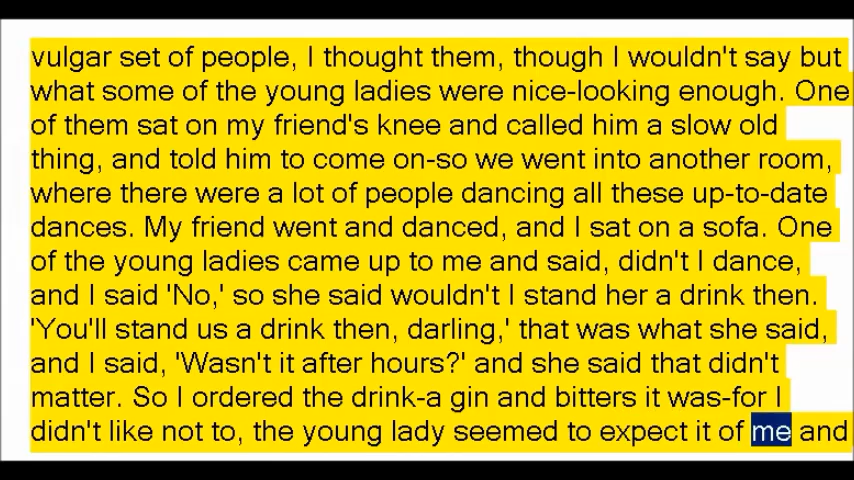 vulgar set of people, I thought them, though I wouldn't say but
what some of the young ladies were nice-looking enough. One
of them sat on my friend's knee and called him a slow old
thing, and told him to come on-so we went into another room,
where there were a lot of people dancing all these up-to-date
dances. My friend went and danced, and I sat on a sofa. One
of the young ladies came up to me and said, didn't I dance,
and I said 'No,' so she said wouldn't I stand her a drink then.
'You'll stand us a drink then, darling,' that was what she said,
and I said, 'Wasn't it after hours?' and she said that didn't
matter. So I ordered the drink-a gin and bitters it was-for I
didn't like not to, the young lady seemed to expect it of me and